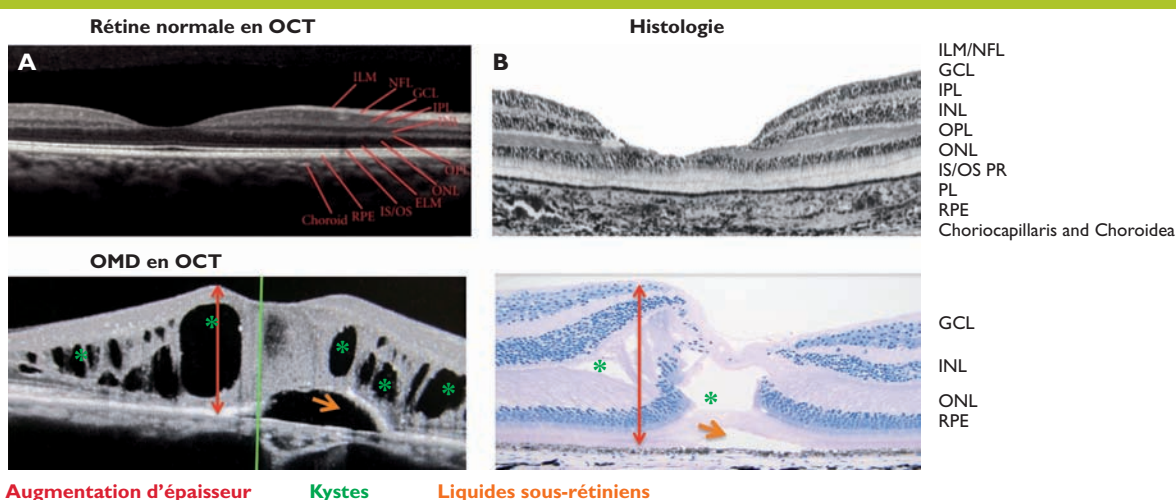 Rétine normale en OCT
Histologie
A
ILM
NFL
GCL
IPL
INL
OPL
ONL
ELM
IS/OS
RPE
Choroid
B
ILM/NFL
GCL
IPL
INL
OPL
ONL
IS/OS PR
PL
RPE
Choriocapillaris and Choroidea
OMD en OCT
*
*
*
*
*
*
*
GCL
INL
ONL
RPE
Augmentation d'épaisseur
Kystes
Liquides sous-rétiniens